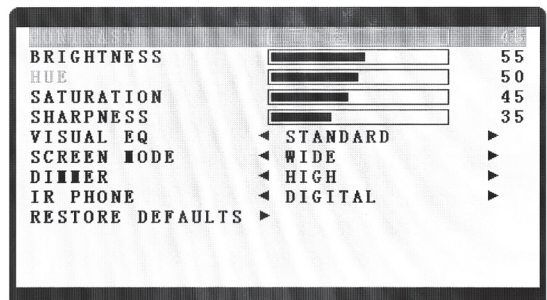 CONTRAST
BRIGHTNESS 55
HUE 50
SATURATION 45
SHARPNESS 35
VISUAL EQ ◄ STANDARD ►
SCREEN MODE ◄ WIDE ►
DIMMER ◄ HIGH ►
IR PHONE ◄ DIGITAL ►
RESTORE DEFAULTS ►